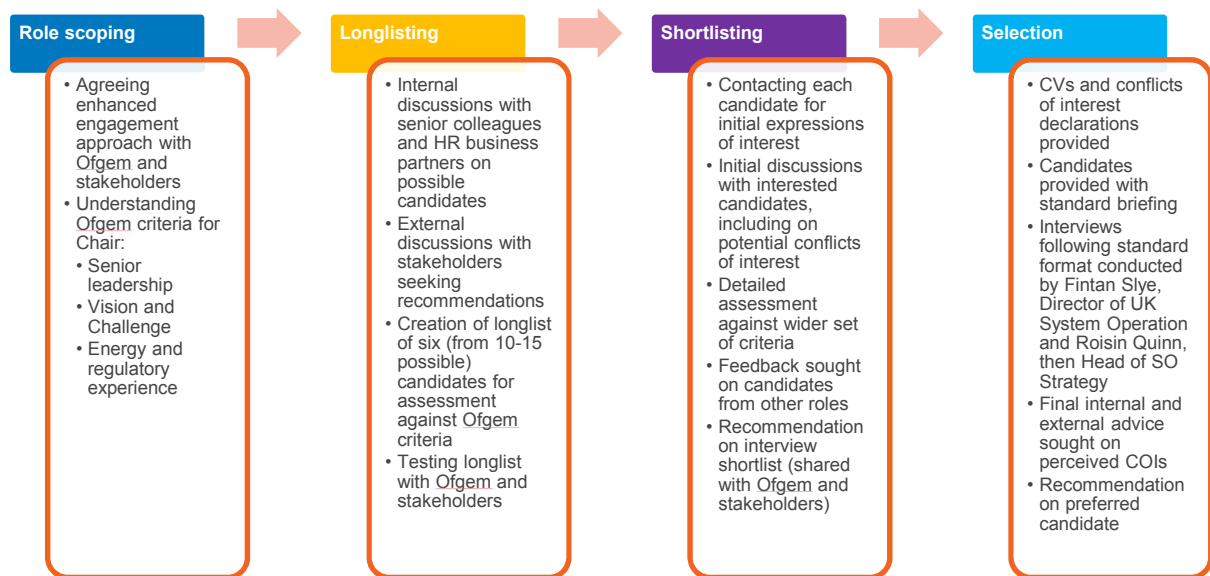 Role scoping
• Agreeing
enhanced
engagement
approach with
Ofgem and
stakeholders
• Understanding
Ofgem criteria for
Chair:
• Senior
leadership
• Vision and
Challenge
• Energy and
regulatory
experience
Longlisting
• Internal
discussions with
senior colleagues
and HR business
partners on
possible
candidates
• External
discussions with
stakeholders
seeking
recommendations
• Creation of longlist
of six (from 10-15
possible)
candidates for
assessment
against Ofgem
criteria
• Testing longlist
with Ofgem and
stakeholders
Shortlisting
• Contacting each
candidate for
initial expressions
of interest
• Initial discussions
with interested
candidates,
including on
potential conflicts
of interest
• Detailed
assessment
against wider set
of criteria
• Feedback sought
on candidates
from other roles
• Recommendation
on interview
shortlist (shared
with Ofgem and
stakeholders)
Selection
• CVs and conflicts
of interest
declarations
provided
• Candidates
provided with
standard briefing
• Interviews
following standard
format conducted
by Fintan Slye,
Director of UK
System Operation
and Roisin Quinn,
then Head of SO
Strategy
• Final internal and
external advice
sought on
perceived COIs
• Recommendation
on preferred
candidate